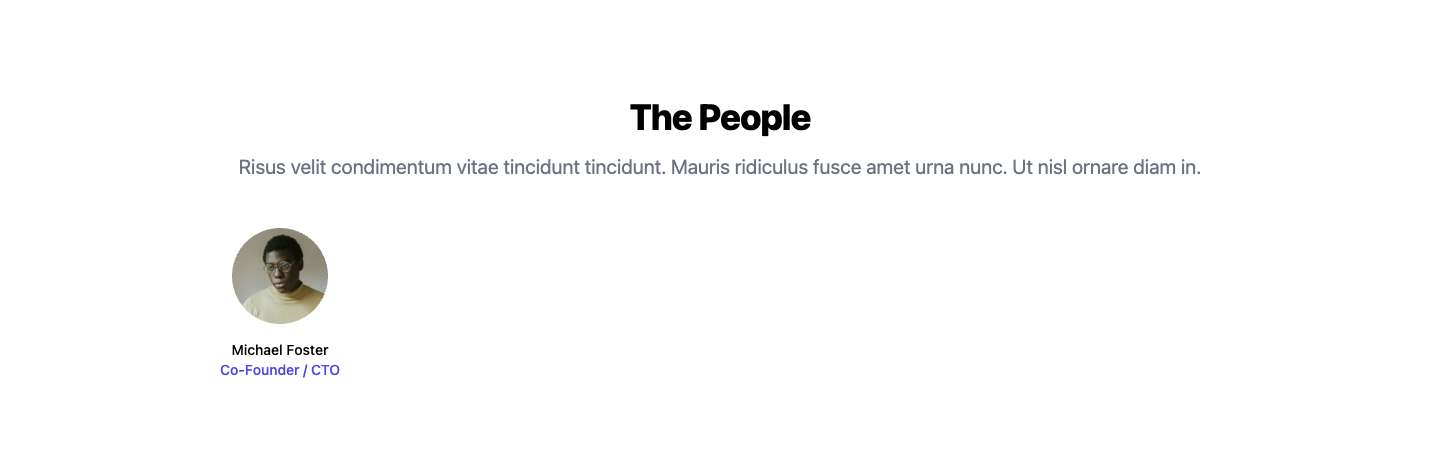 The People
Risus velit condimentum vitae tincidunt tincidunt. Mauris ridiculus fusce amet urna nunc. Ut nisl ornare diam in.
Michael Foster
Co-Founder / CTO